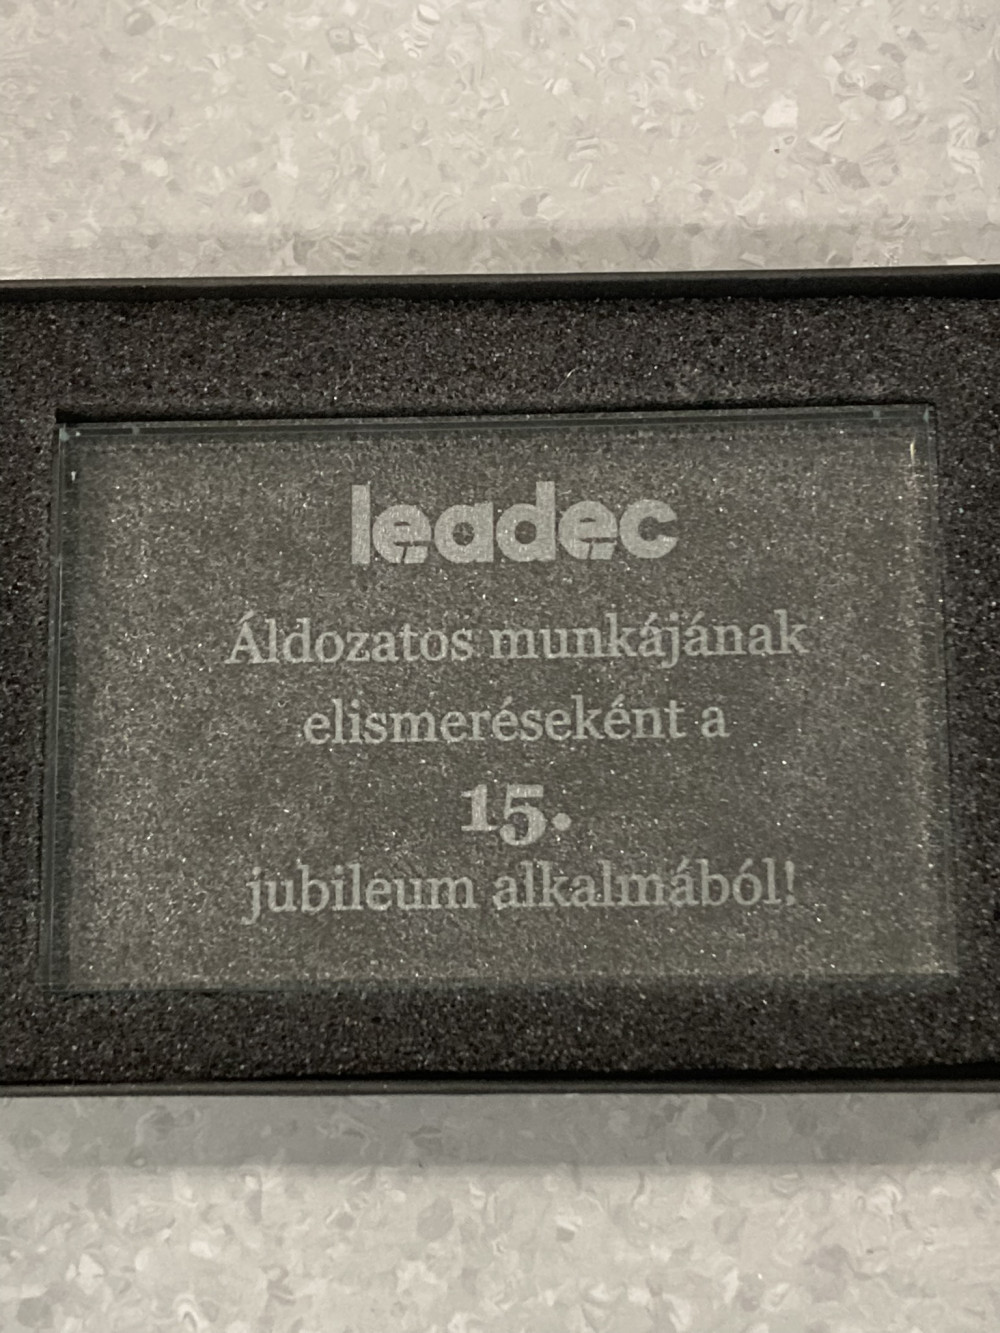 leadec
Áldozatos munkájának
elismeréseként a
15.
jubileum alkalmából!